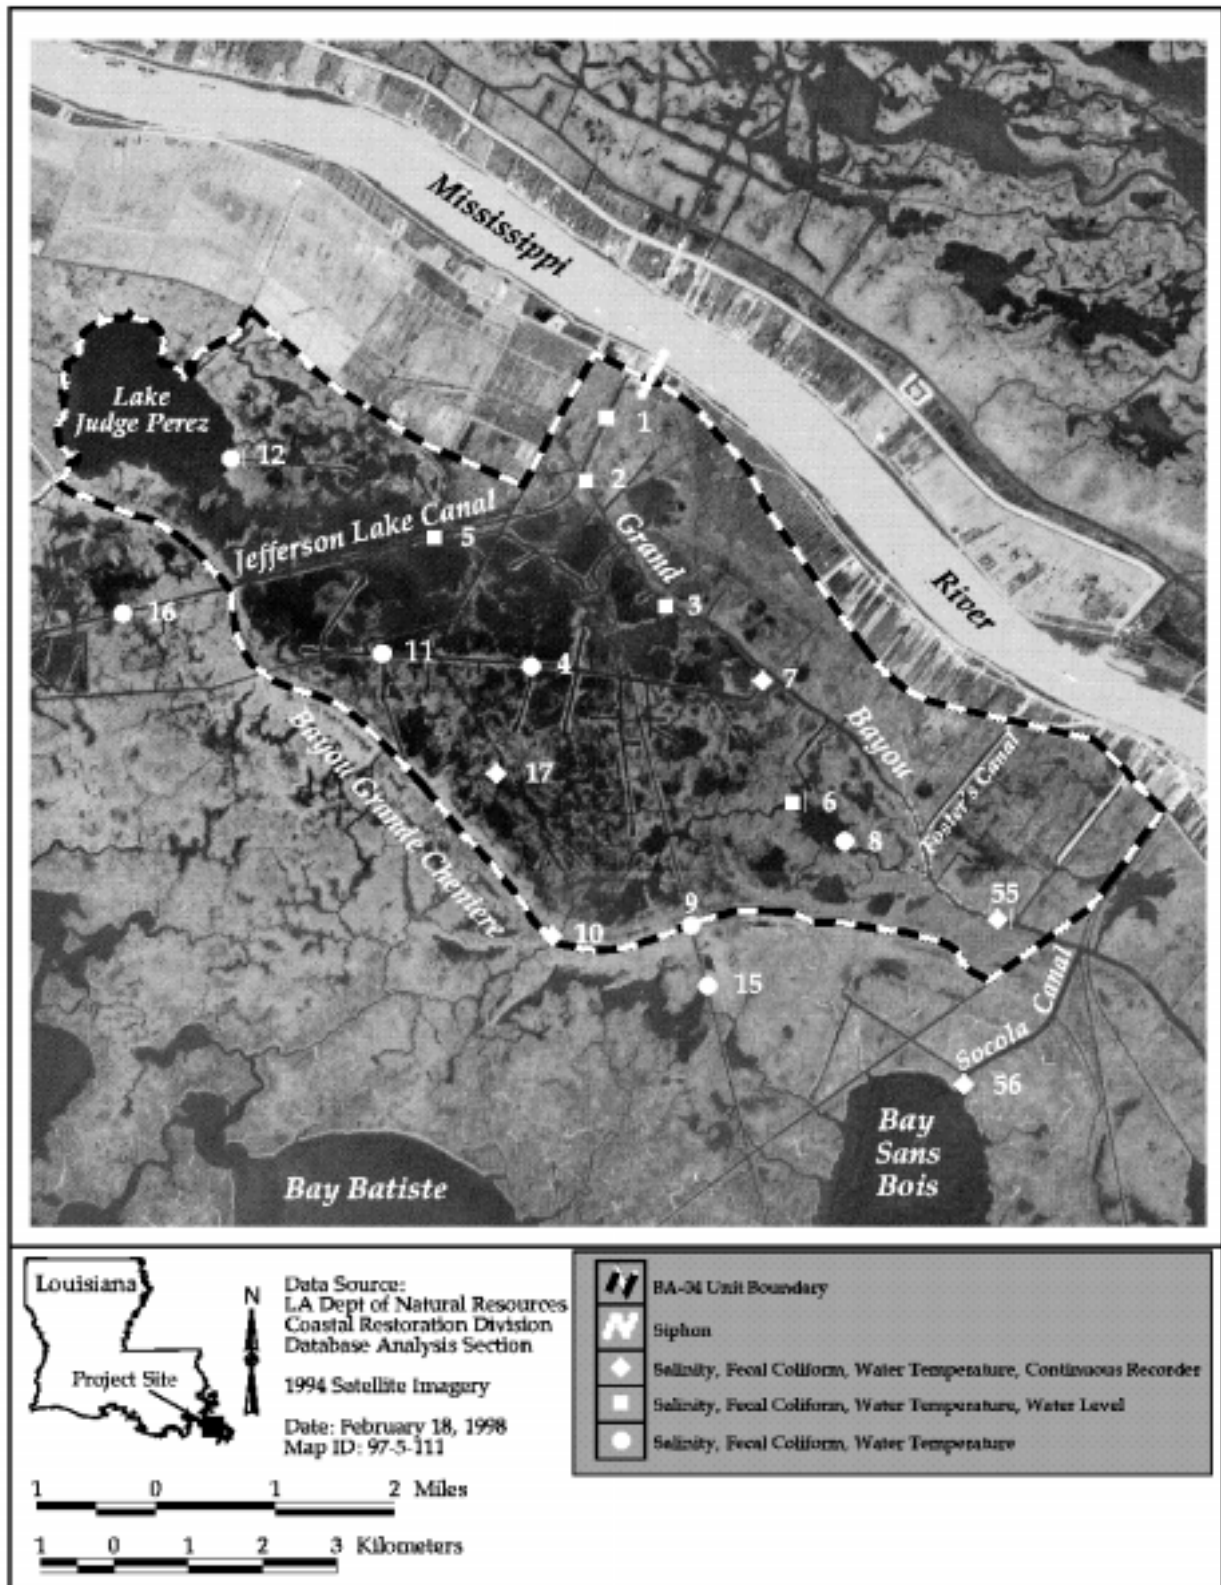 Mississippi
River
Lake
Judge Perez
12
1
2
Jefferson Lake Canal
5
Grand
3
16
11
4
7
Bayou
17
Bayou Grande Cheniere
6
8
Foster's Canal
55
9
10
15
Socola Canal
56
Bay
Sans
Bois
Bay Batiste
Louisiana
Project Site
N
Data Source:
LA Dept of Natural Resources
Coastal Restoration Division
Database Analysis Section
1994 Satellite Imagery
Date: February 18, 1998
Map ID: 97-5-111
BA-04 Unit Boundary
Siphon
Salinity, Fecal Coliform, Water Temperature, Continuous Recorder
Salinity, Fecal Coliform, Water Temperature, Water Level
Salinity, Fecal Coliform, Water Temperature
1 0 1 2 Miles
1 0 1 2 3 Kilometers